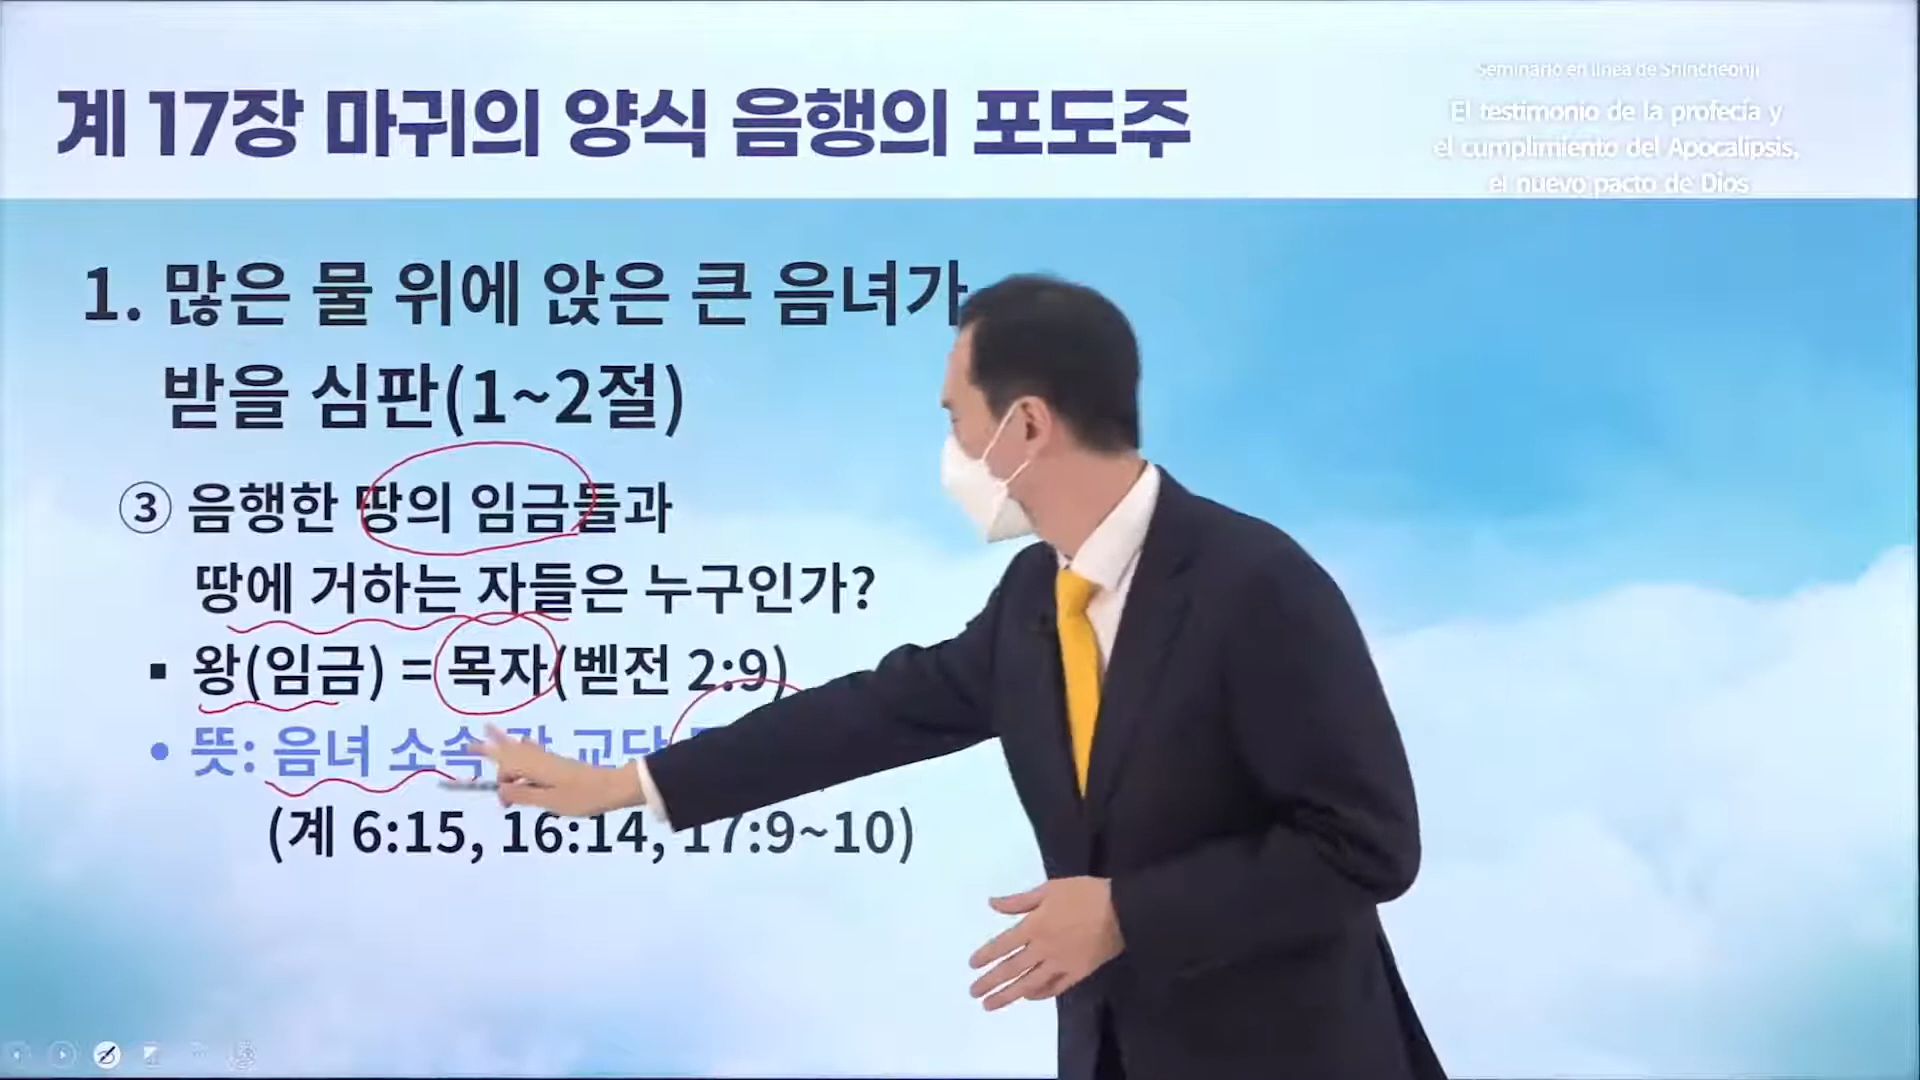 계 17장 마귀의 양식 음행의 포도주
Seminario en línea de Shincheonji
El testimonio de la profecía y
el cumplimiento del Apocalipsis,
el nuevo pacto de Dios
1. 많은 물 위에 앉은 큰 음녀가
받을 심판(1~2절)
③ 음행한 땅의 임금들과
땅에 거하는 자들은 누구인가?
▪ 왕(임금) = 목자(벧전 2:9)
• 뜻: 음녀 소속 교단
(계 6:15, 16:14, 17:9~10)